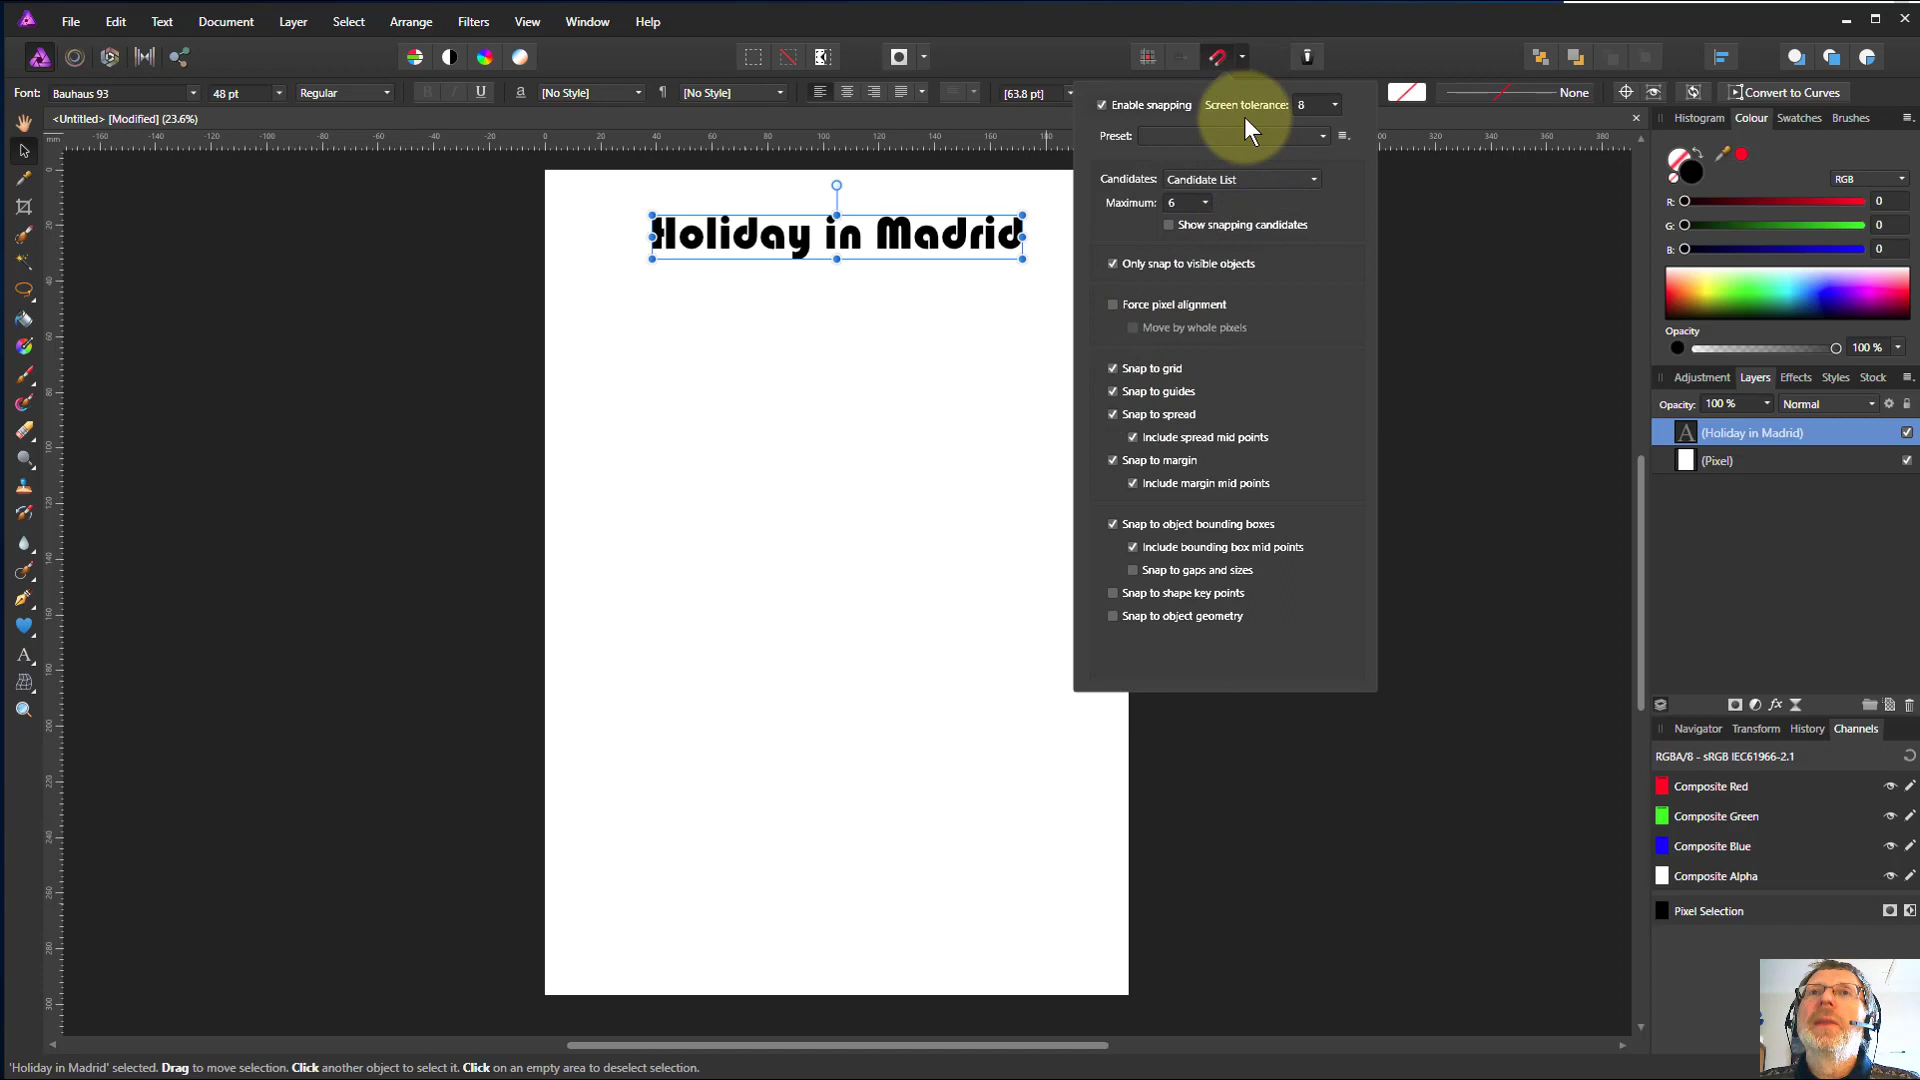 File Edit Text Document Layer Select Arrange Filters View Window Help
Font: Bauhaus 93 48 pt Regular a [No Style] ¶ [No Style] [63.8 pt] None Convert to Curves
<Untitled> [Modified] (23.6%)
Enable snapping Screen tolerance: 8
Preset:
Candidates: Candidate List
Maximum: 6
Show snapping candidates
Only snap to visible objects
Force pixel alignment
Move by whole pixels
Snap to grid
Snap to guides
Snap to spread
Include spread mid points
Snap to margin
Include margin mid points
Snap to object bounding boxes
Include bounding box mid points
Snap to gaps and sizes
Snap to shape key points
Snap to object geometry
Holiday in Madrid
Histogram Colour Swatches Brushes
RGB
R: 0
G: 0
B: 0
Opacity
100 %
Adjustment Layers Effects Styles Stock
Opacity: 100 % Normal
A (Holiday in Madrid)
(Pixel)
Navigator Transform History Channels
RGBA/8 - sRGB IEC61966-2.1
Composite Red
Composite Green
Composite Blue
Composite Alpha
Pixel Selection
'Holiday in Madrid' selected. Drag to move selection. Click another object to select it. Click on an empty area to deselect selection.